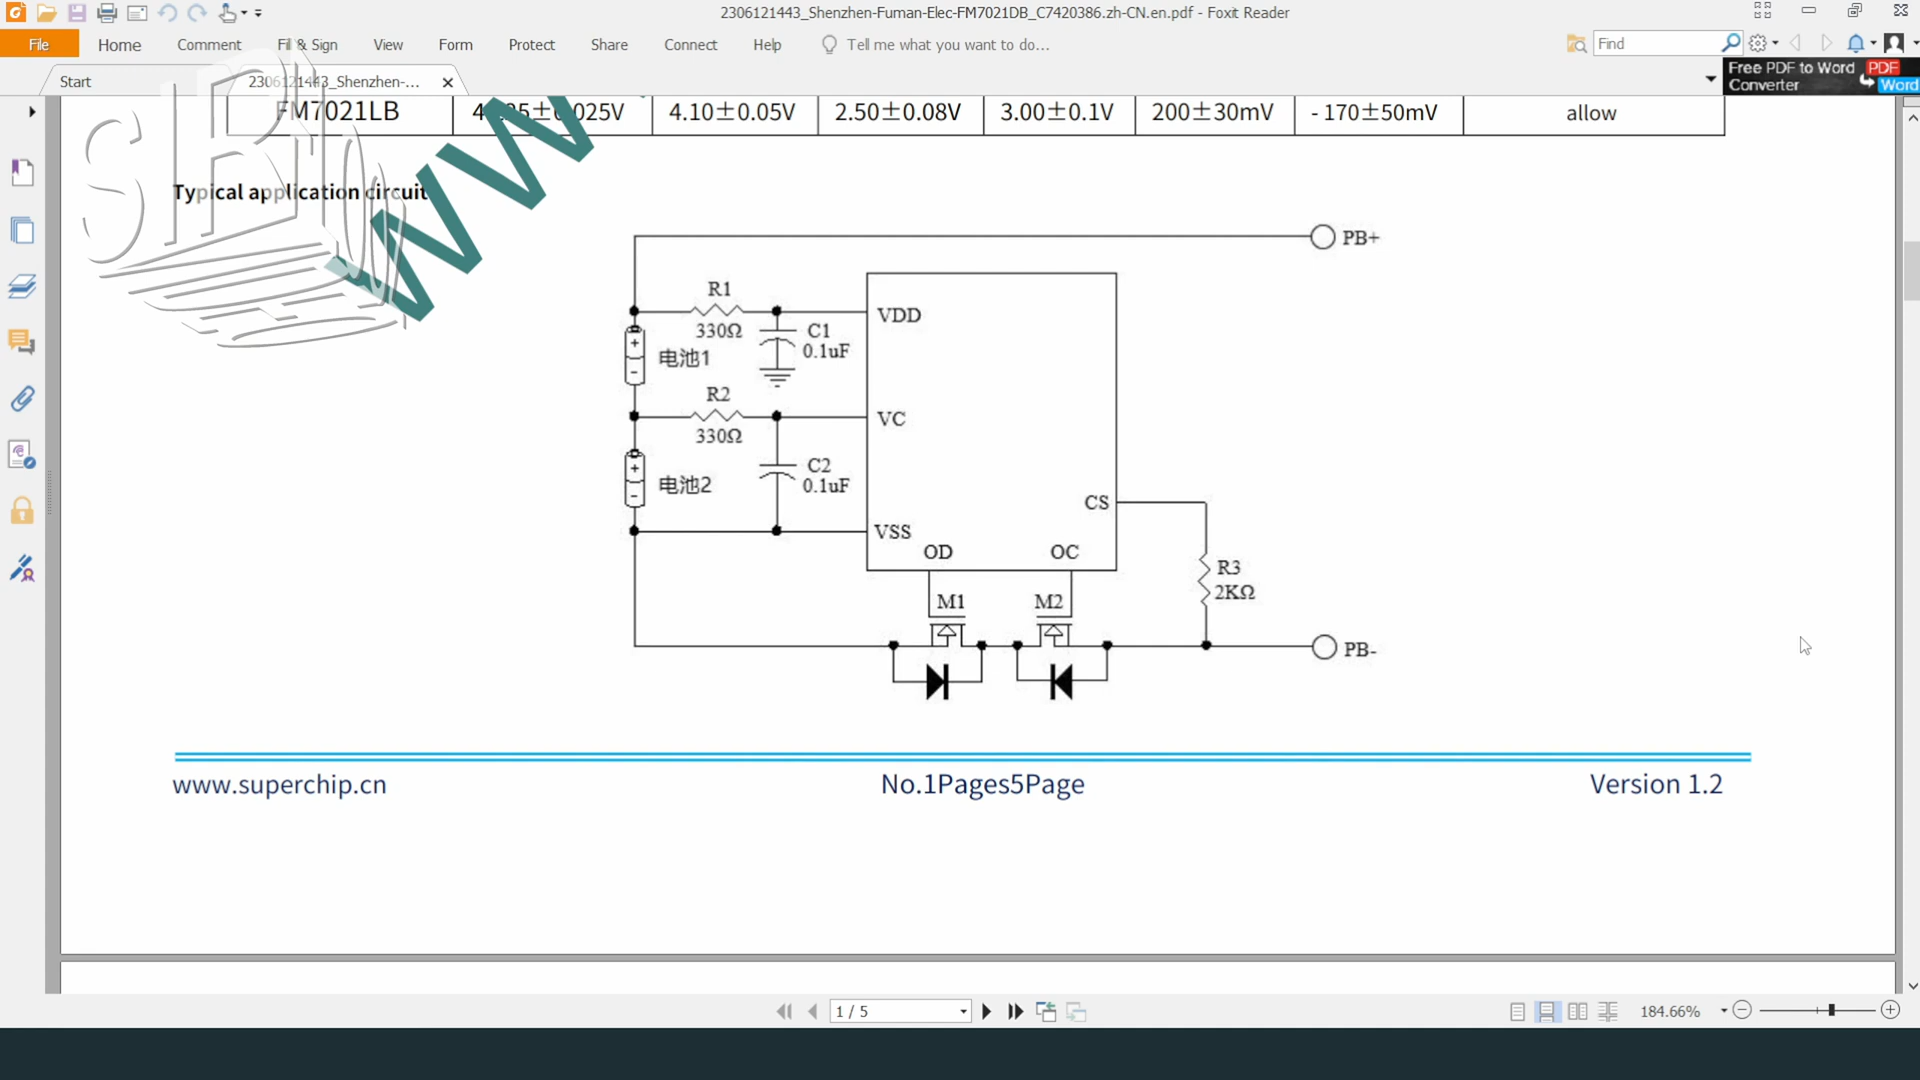 2306121443_Shenzhen-Fuman-Elec-FM7021DB_C7420386.zh-CN.en.pdf - Foxit Reader
File Home Comment Fill & Sign View Form Protect Share Connect Help Tell me what you want to do... Find
Start 2306121443_Shenzhen-...
Free PDF to Word PDF
Converter Word
FM7021LB 4.10±0.05V 2.50±0.08V 3.00±0.1V 200±30mV -170±50mV allow
Typical application circuit
PB+
R1
330Ω
C1
0.1uF
VDD
电池1
R2
330Ω
VC
C2
0.1uF
电池2
CS
VSS
OD OC
R3
2KΩ
M1 M2
PB-
www.superchip.cn No.1Pages5Page Version 1.2
1 / 5
184.66%